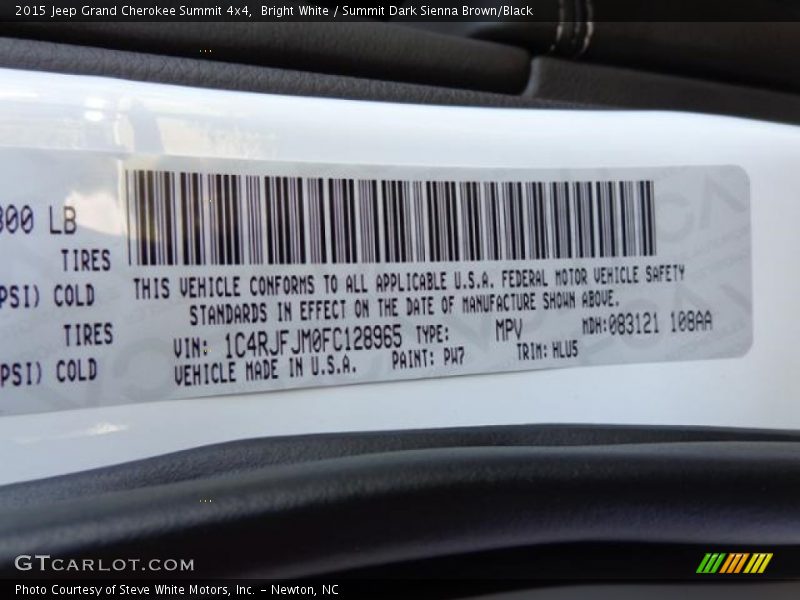 2015 Jeep Grand Cherokee Summit 4x4,  Bright White / Summit Dark Sienna Brown/Black
LB
TIRES
PSI) COLD
TIRES
PSI) COLD
THIS VEHICLE CONFORMS TO ALL APPLICABLE U.S.A. FEDERAL MOTOR VEHICLE SAFETY
STANDARDS IN EFFECT ON THE DATE OF MANUFACTURE SHOWN ABOVE.
VIN: 1C4RJFJM0FC128965 TYPE: MPV MDH:083121 108AA
VEHICLE MADE IN U.S.A. PAINT: PW7 TRIM: HLU5
GTCARLOT.COM
Photo Courtesy of Steve White Motors, Inc. – Newton, NC